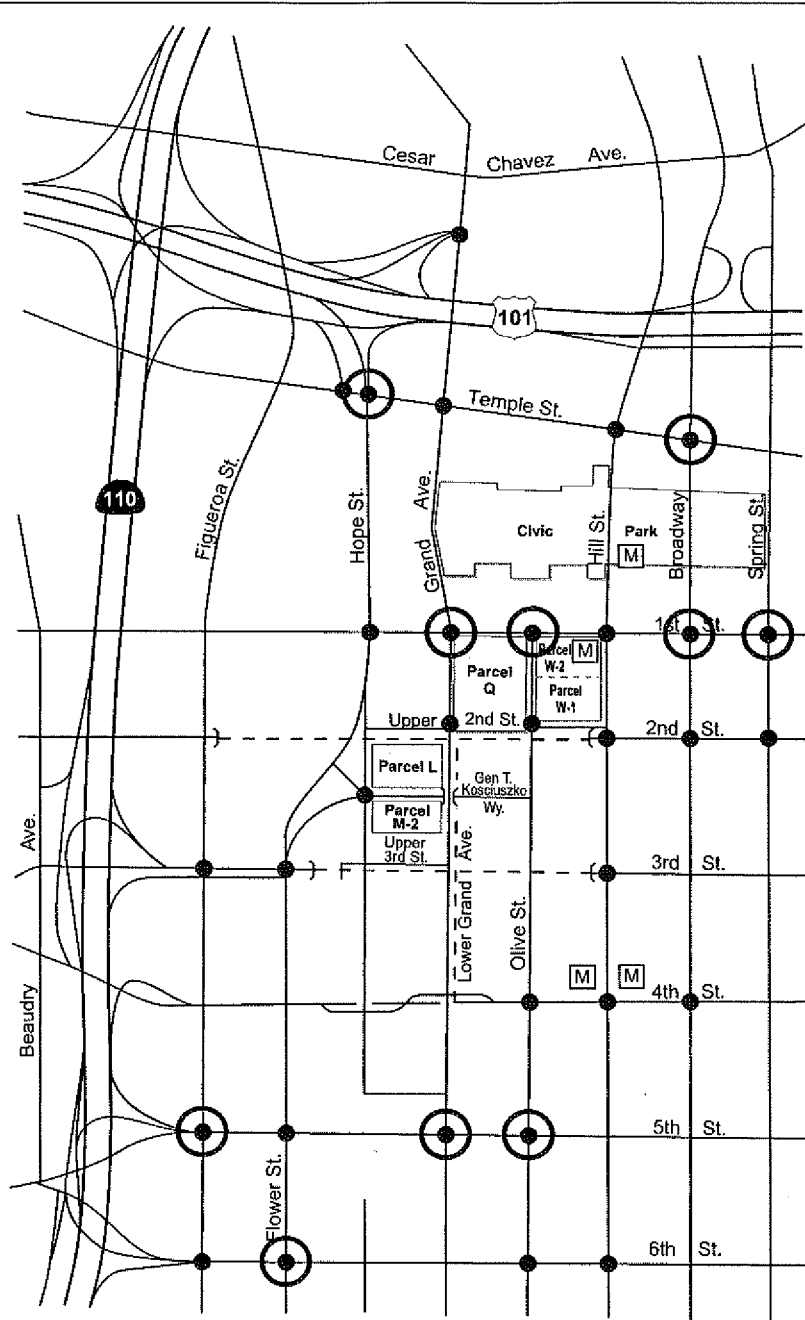 Cesar Chavez Ave.
101
Temple St.
110
Figueroa St.
Hope St.
Grand Ave.
Civic Park
Hill St.
M
Broadway
Spring St.
1st St.
Parcel Q
Parcel W-2
M
Parcel W-1
Upper 2nd St.
2nd St.
Parcel L
Gen T. Kosciuszko Wy.
Parcel M-2
Upper 3rd St.
3rd St.
Beaudry Ave.
Lower Grand Ave.
Olive St.
M
M
4th St.
5th St.
Flower St.
6th St.